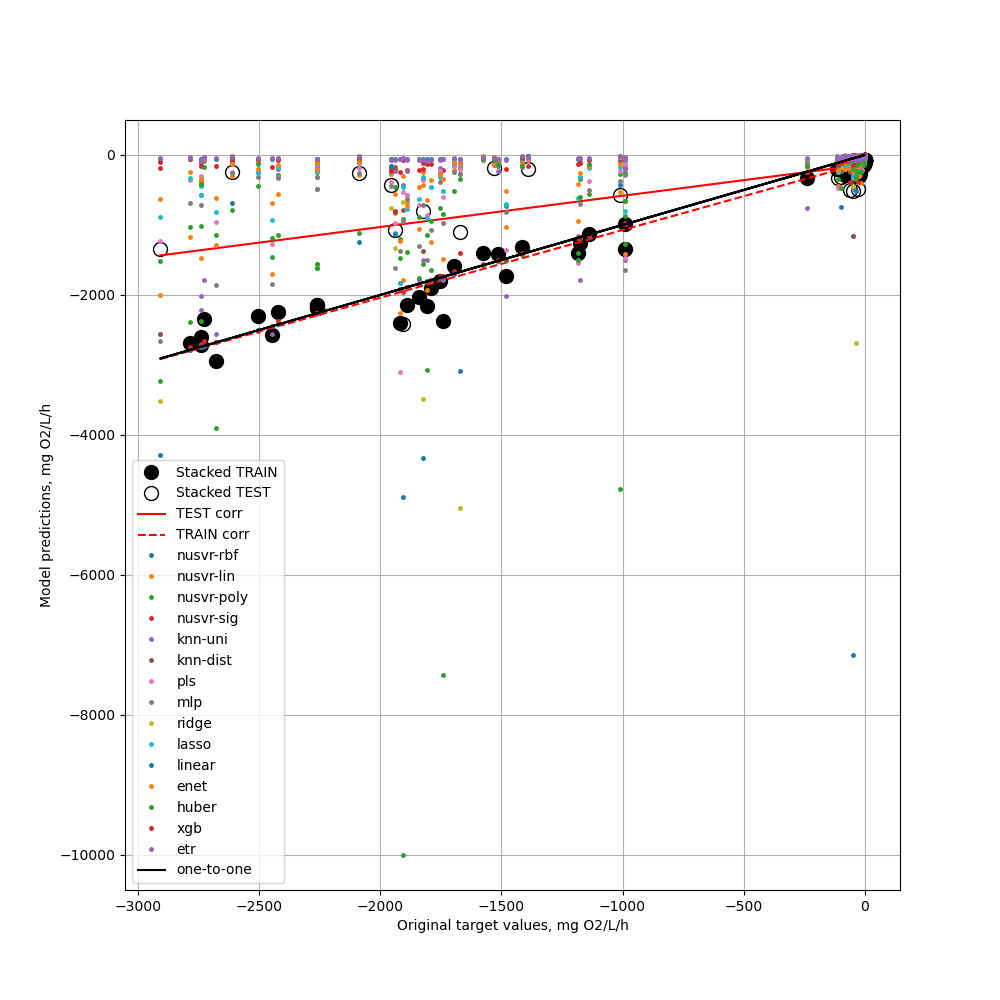 0
−2000
−4000
−6000
−8000
−10000
Model predictions, mg O2/L/h
Stacked TRAIN
Stacked TEST
TEST corr
TRAIN corr
nusvr-rbf
nusvr-lin
nusvr-poly
nusvr-sig
knn-uni
knn-dist
pls
mlp
ridge
lasso
linear
enet
huber
xgb
etr
one-to-one
−3000 −2500 −2000 −1500 −1000 −500 0
Original target values, mg O2/L/h